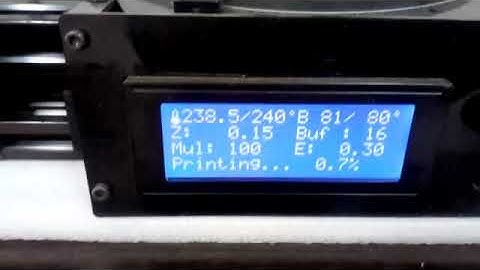 238.5/240°B 81/ 80°
Z: 0.15 Buf : 16
Mul: 100 E: 0.30
Printing... 0.7%